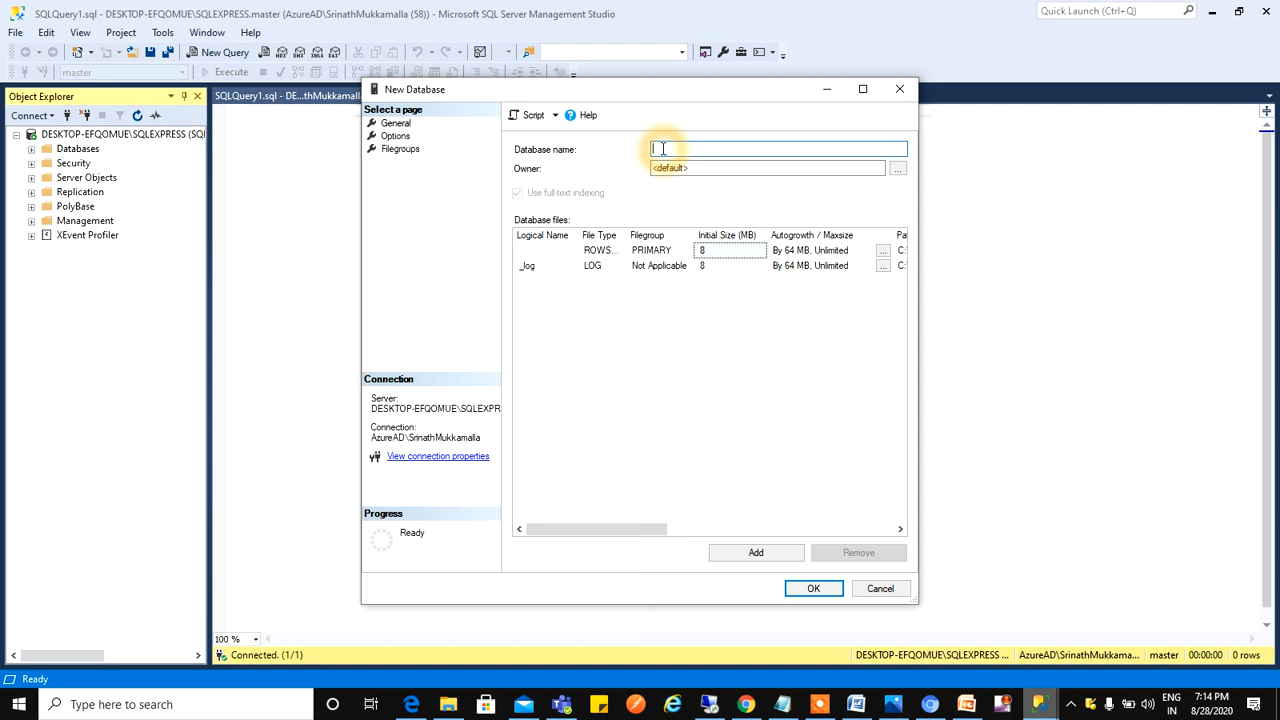 SQLQuery1.sql - DESKTOP-EFQOMUE\SQLEXPRESS.master (AzureAD\SrinathMukkamalla (58)) - Microsoft SQL Server Management Studio
Quick Launch (Ctrl+Q)
File Edit View Project Tools Window Help
New Query
MDX DMX XMLA DAX
master
Execute
Object Explorer
SQLQuery1.sql - DE...thMukkamall
Connect
DESKTOP-EFQOMUE\SQLEXPRESS (SQL
Databases
Security
Server Objects
Replication
PolyBase
Management
XEvent Profiler
New Database
Select a page
General
Options
Filegroups
Script
Help
Database name:
Owner:
<default>
...
Use full-text indexing
Database files:
Logical Name File Type Filegroup Initial Size (MB) Autogrowth / Maxsize Pa
ROWS... PRIMARY 8 By 64 MB, Unlimited ... C:
_log LOG Not Applicable 8 By 64 MB, Unlimited ... C:
Connection
Server:
DESKTOP-EFQOMUE\SQLEXPR
Connection:
AzureAD\SrinathMukkamalla
View connection properties
Progress
Ready
Add Remove
OK Cancel
100 %
Connected. (1/1)
DESKTOP-EFQOMUE\SQLEXPRESS ... AzureAD\SrinathMukkamalla... master 00:00:00 0 rows
Ready
Type here to search
ENG
IN
7:14 PM
8/28/2020